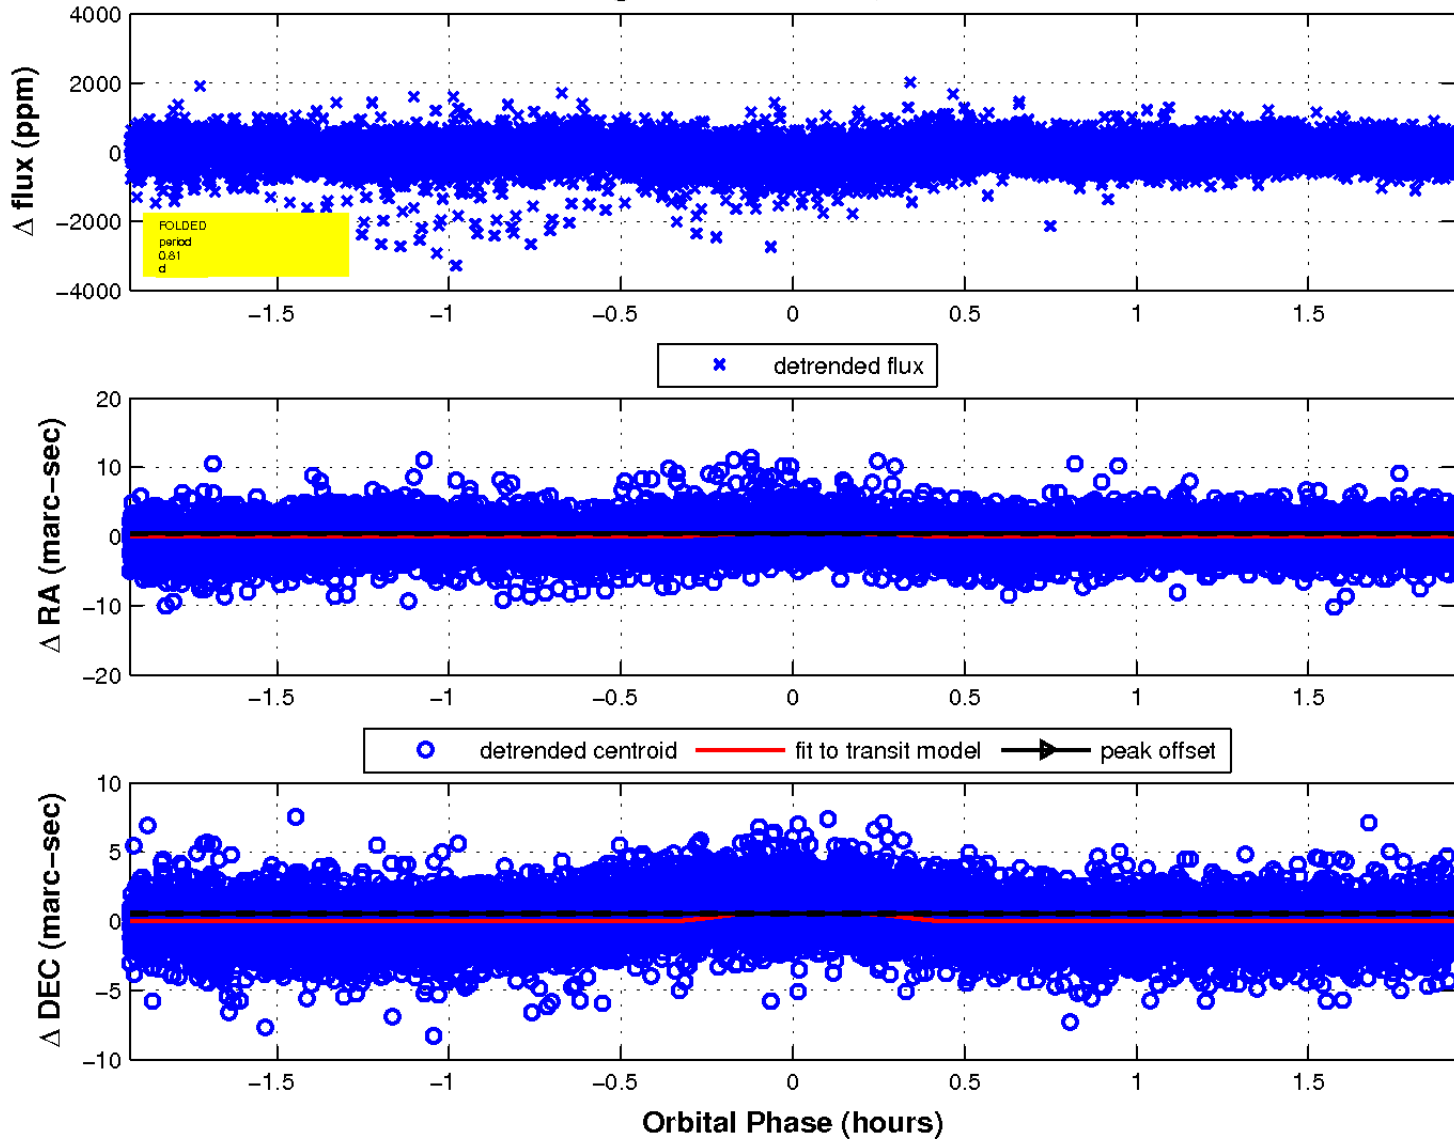 4000
2000
0
−2000
−4000
Δ flux (ppm)
FOLDED
period
0.81
d
−1.5 −1 −0.5 0 0.5 1 1.5
detrended flux
20
10
0
−10
−20
Δ RA (marc−sec)
−1.5 −1 −0.5 0 0.5 1 1.5
detrended centroid fit to transit model peak offset
10
5
0
−5
−10
Δ DEC (marc−sec)
−1.5 −1 −0.5 0 0.5 1 1.5
Orbital Phase (hours)